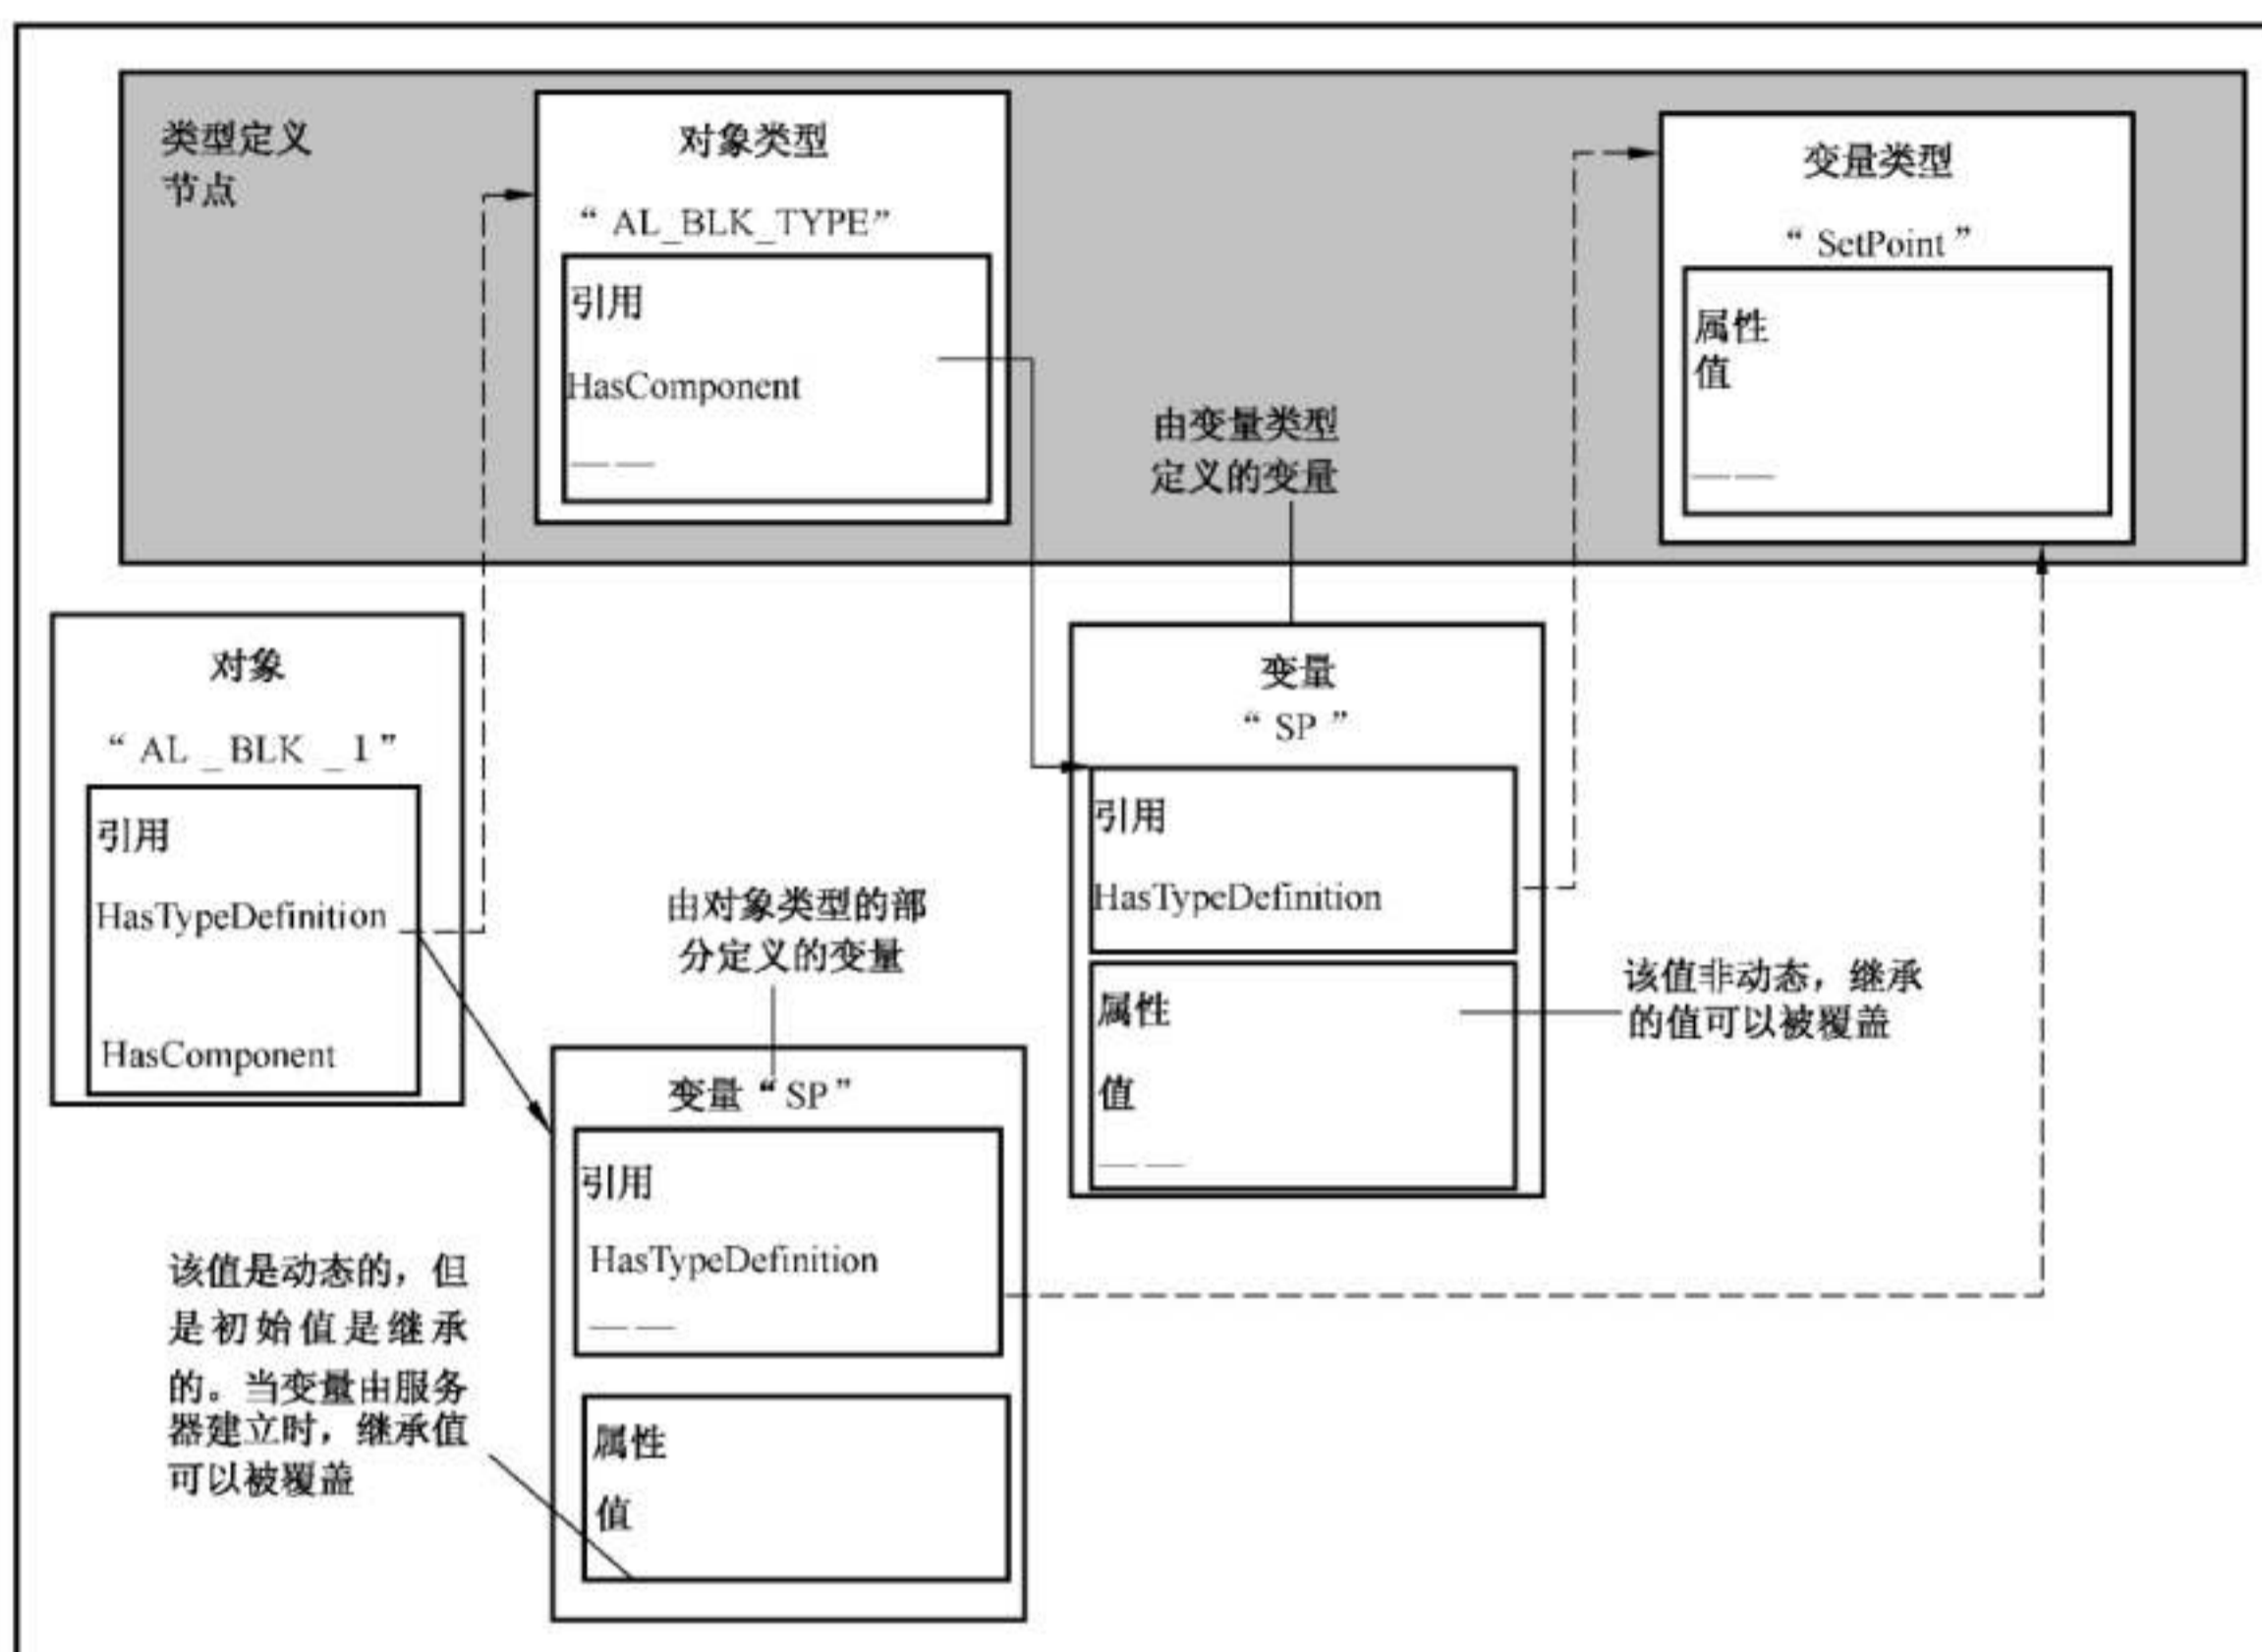 类型定义
节点
对象类型
“ AL_BLK_TYPE”
引用
HasComponent
变量类型
“ SetPoint ”
属性
值
由变量类型
定义的变量
对象
“ AL _ BLK _ 1 ”
引用
HasTypeDefinition
HasComponent
变量
“ SP ”
引用
HasTypeDefinition
属性
值
该值非动态，继承
的值可以被覆盖
由对象类型的部
分定义的变量
变量 “ SP ”
引用
HasTypeDefinition
属性
值
该值是动态的，但
是初始值是继承
的。当变量由服务
器建立时，继承值
可以被覆盖